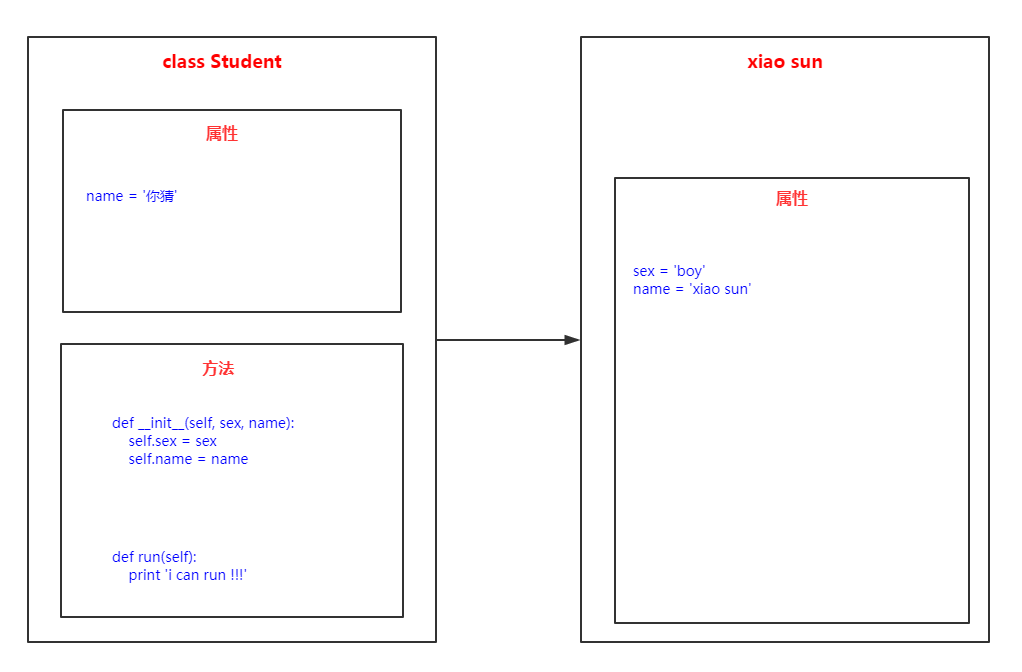 class Student
属性
name = '你猜'
方法
def __init__(self, sex, name):
self.sex = sex
self.name = name
def run(self):
print 'i can run !!!'
xiao sun
属性
sex = 'boy'
name = 'xiao sun'